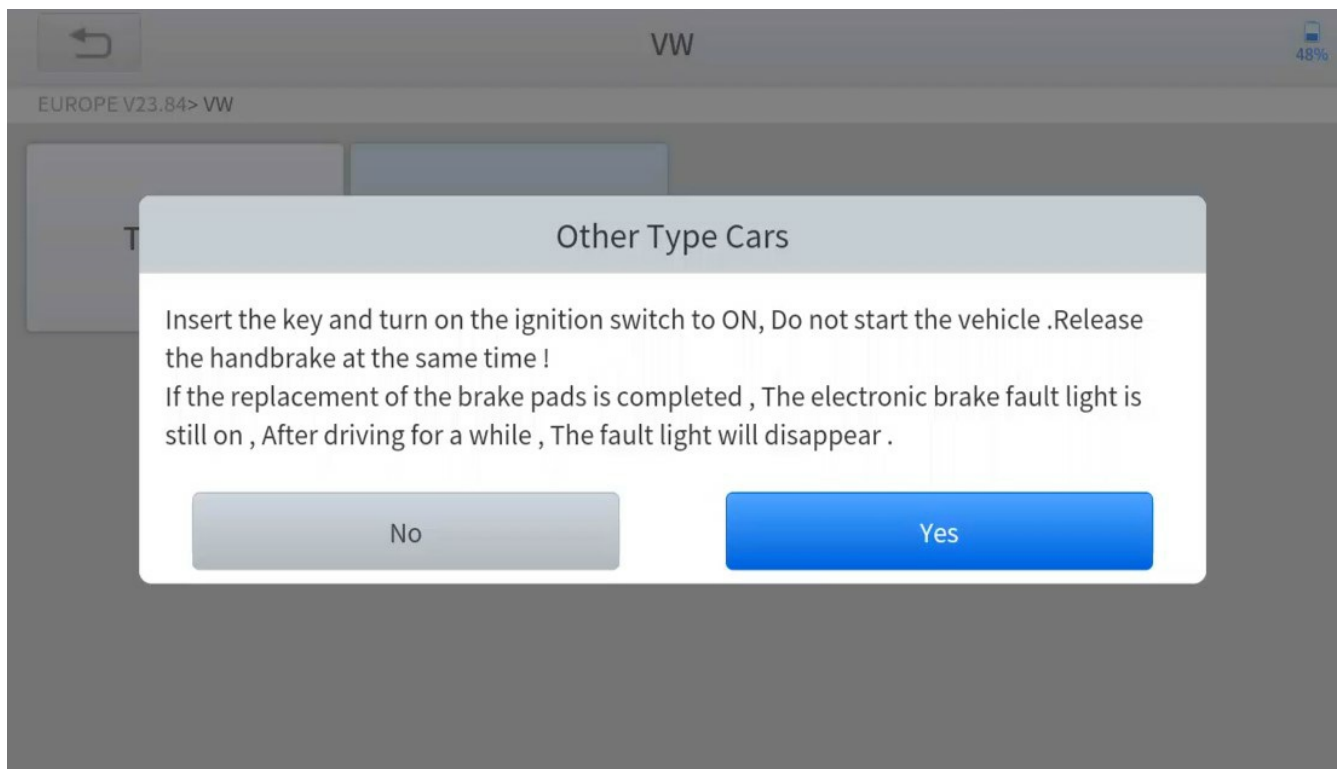 VW
48%
EUROPE V23.84> VW
T
Other Type Cars
Insert the key and turn on the ignition switch to ON, Do not start the vehicle .Release
the handbrake at the same time !
If the replacement of the brake pads is completed , The electronic brake fault light is
still on , After driving for a while , The fault light will disappear .
No
Yes